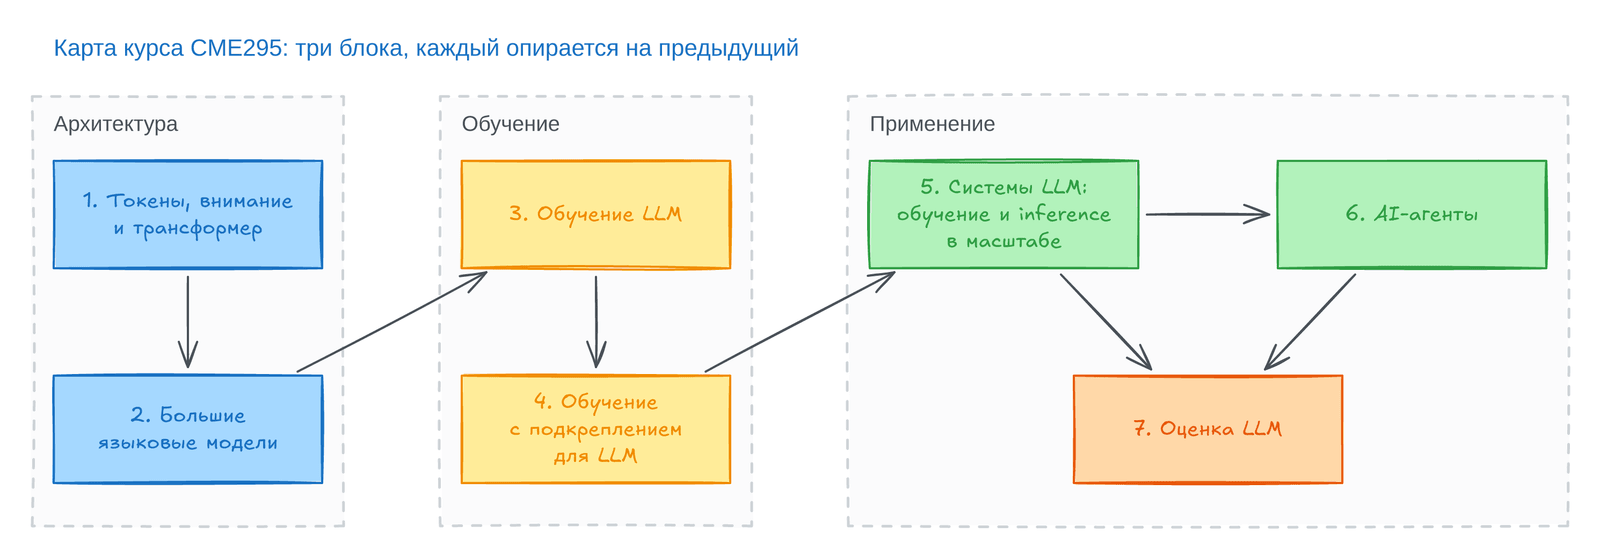 Карта курса CME295: три блока, каждый опирается на предыдущий
Архитектура
1. Токены, внимание
и трансформер
2. Большие
языковые модели
Обучение
3. Обучение LLM
4. Обучение
с подкреплением
для LLM
Применение
5. Системы LLM:
обучение и inference
в масштабе
6. AI-агенты
7. Оценка LLM